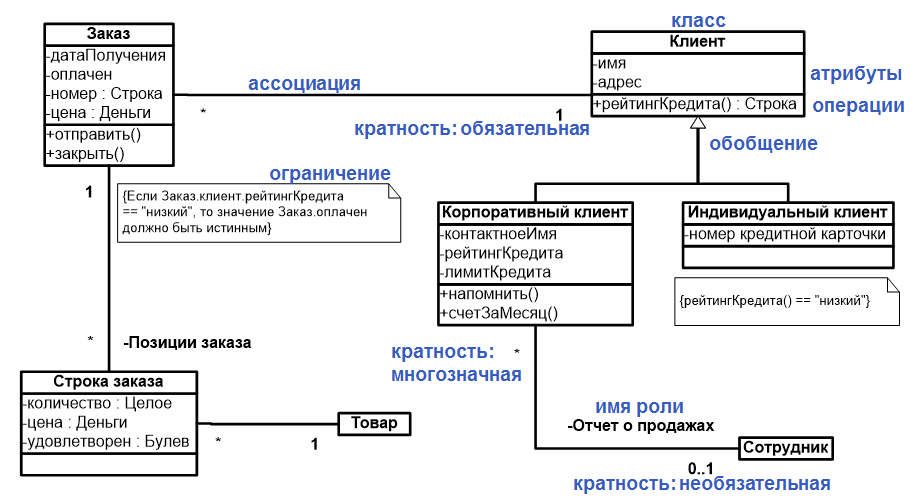 класс
Заказ
-датаПолучения
-оплачен
-номер : Строка
-цена : Деньги
+отправить()
+закрыть()
ассоциация
*
1
кратность: обязательная
Клиент
-имя
-адрес
+рейтингКредита() : Строка
атрибуты
операции
обобщение
ограничение
1
{Если Заказ.клиент.рейтингКредита
== "низкий", то значение Заказ.оплачен
должно быть истинным}
Корпоративный клиент
-контактноеИмя
-рейтингКредита
-лимитКредита
+напомнить()
+счетЗаМесяц()
Индивидуальный клиент
-номер кредитной карточки
{рейтингКредита() == "низкий"}
*
-Позиции заказа
кратность:
многозначная
*
Строка заказа
-количество : Целое
-цена : Деньги
-удовлетворен : Булев
*
1
Товар
имя роли
-Отчет о продажах
Сотрудник
0..1
кратность: необязательная